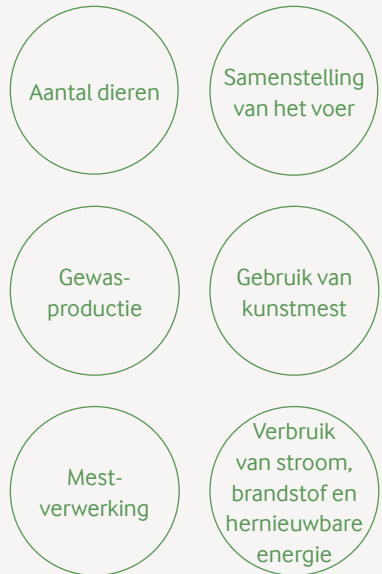 Aantal dieren
Samenstelling
van het voer
Gewas-
productie
Gebruik van
kunstmest
Mest-
verwerking
Verbruik
van stroom,
brandstof en
hernieuwbare
energie